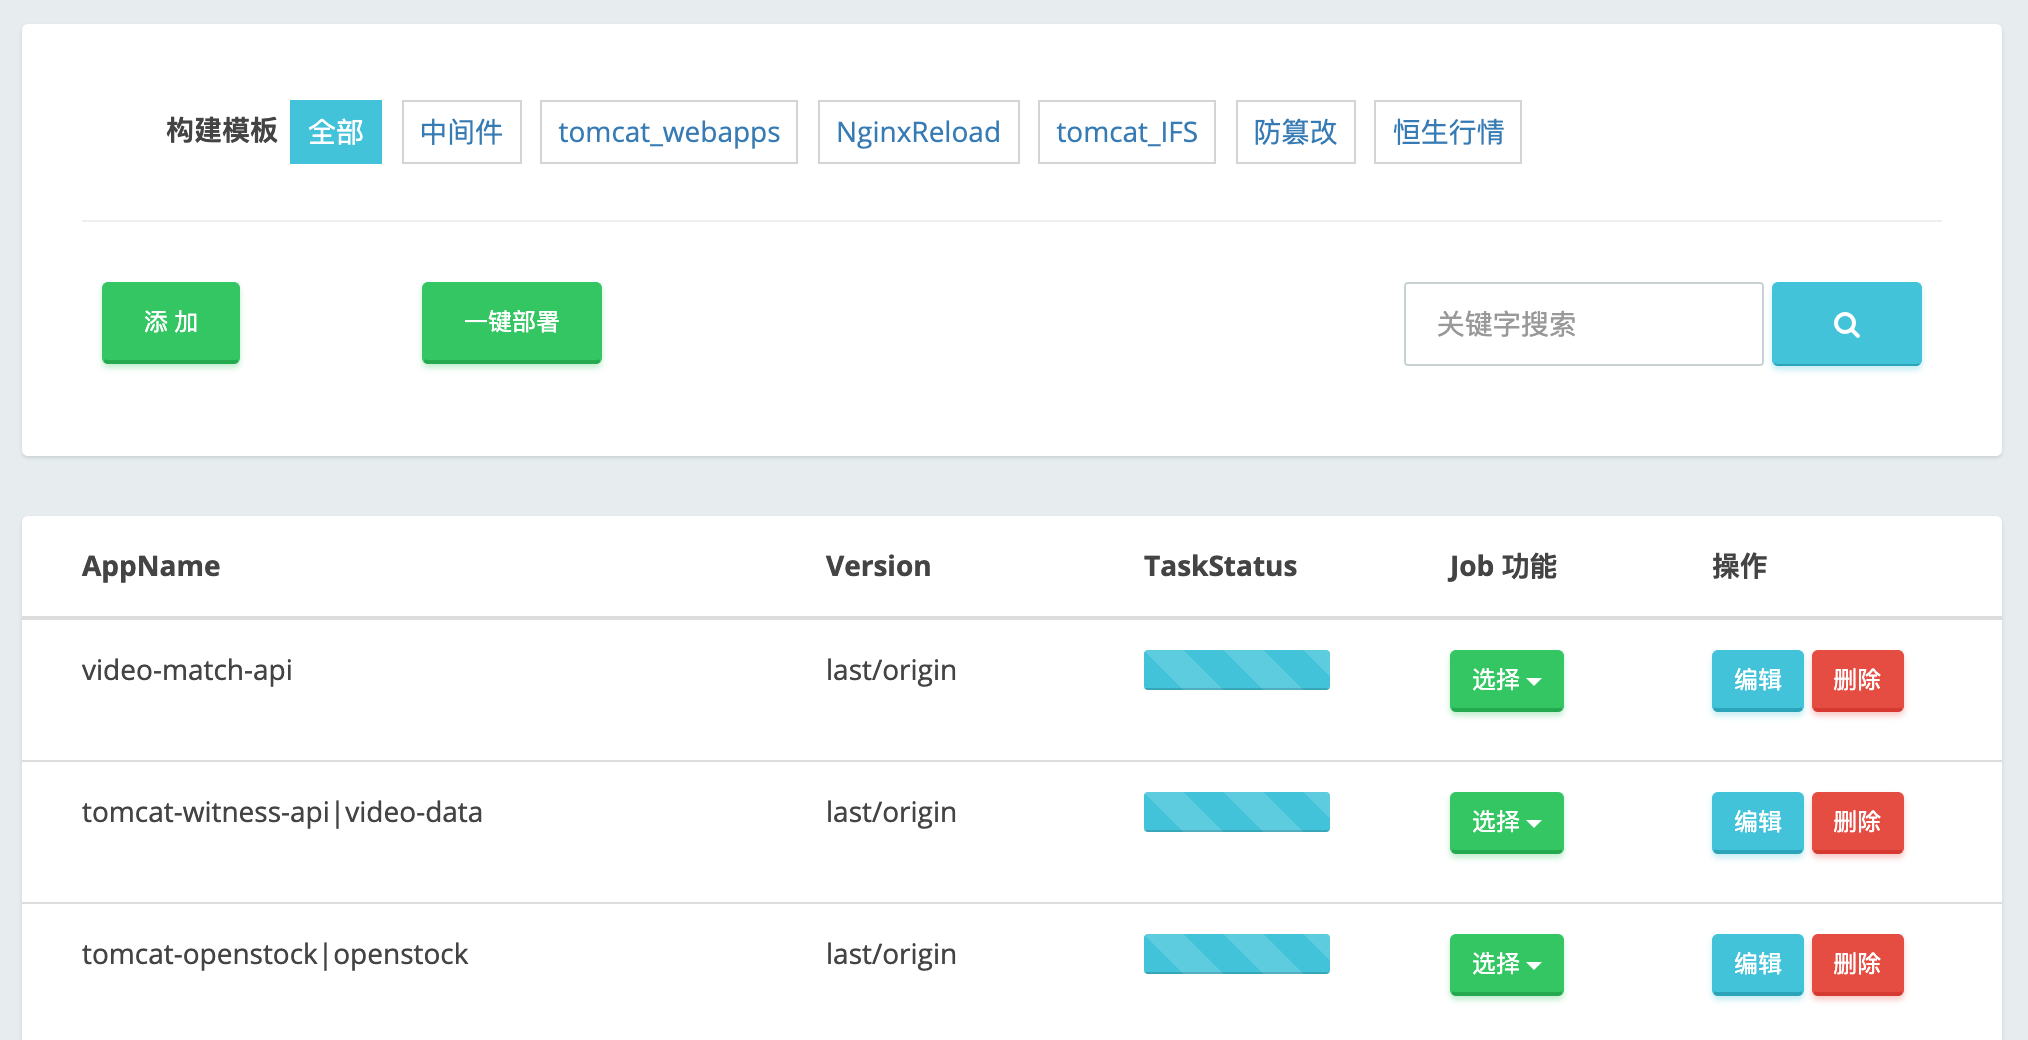 构建模板 全部 中间件 tomcat_webapps NginxReload tomcat_IFS 防篡改 恒生行情
添 加 一键部署 关键字搜索
AppName Version TaskStatus Job 功能 操作
video-match-api last/origin 选择 编辑 删除
tomcat-witness-api|video-data last/origin 选择 编辑 删除
tomcat-openstock|openstock last/origin 选择 编辑 删除